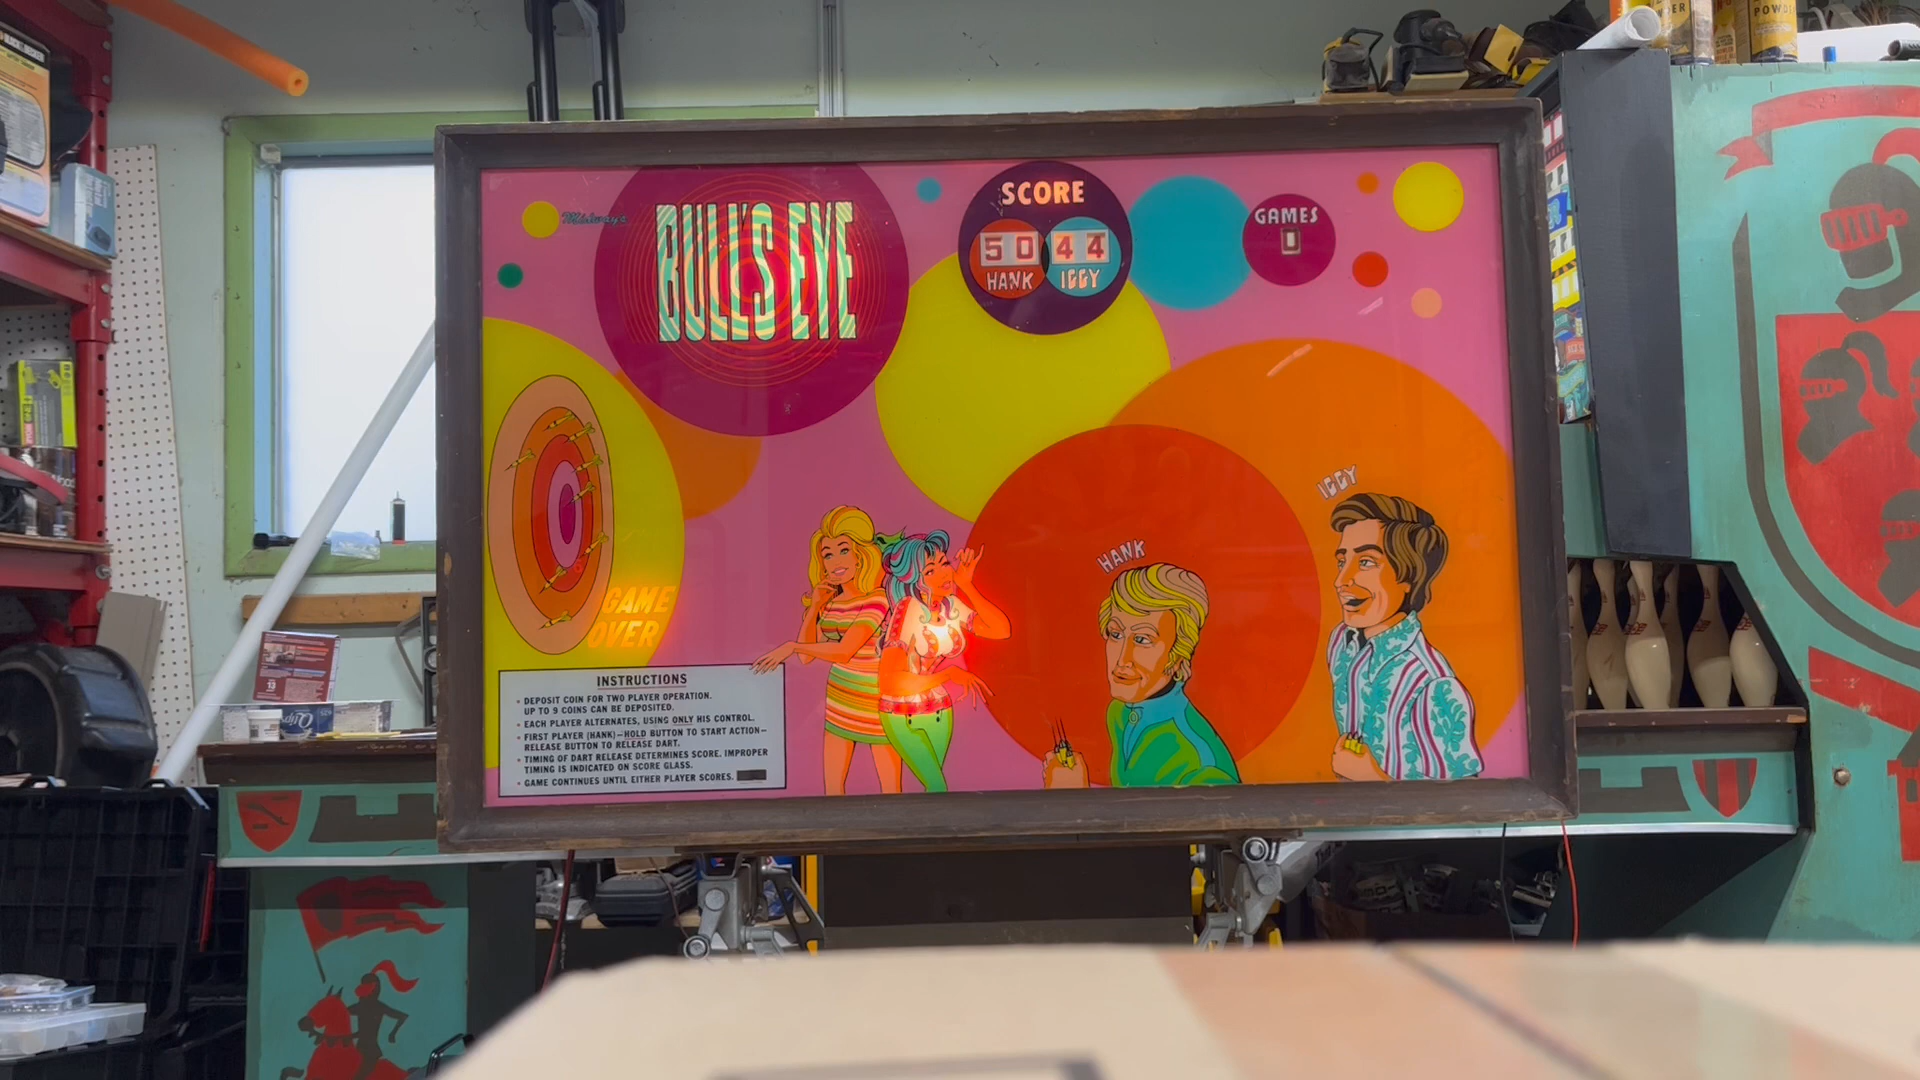 Midway's
BULL'S EYE
SCORE
50 44
HANK IGGY
GAMES
0
IGGY
HANK
GAME
OVER
INSTRUCTIONS
• DEPOSIT COIN FOR TWO PLAYER OPERATION.
UP TO 9 COINS CAN BE DEPOSITED.
• EACH PLAYER ALTERNATES, USING ONLY HIS CONTROL.
• FIRST PLAYER (HANK)—HOLD BUTTON TO START ACTION—
RELEASE BUTTON TO RELEASE DART.
• TIMING OF DART RELEASE DETERMINES SCORE. IMPROPER
TIMING IS INDICATED ON SCORE GLASS.
• GAME CONTINUES UNTIL EITHER PLAYER SCORES.
POWD
Q-tips